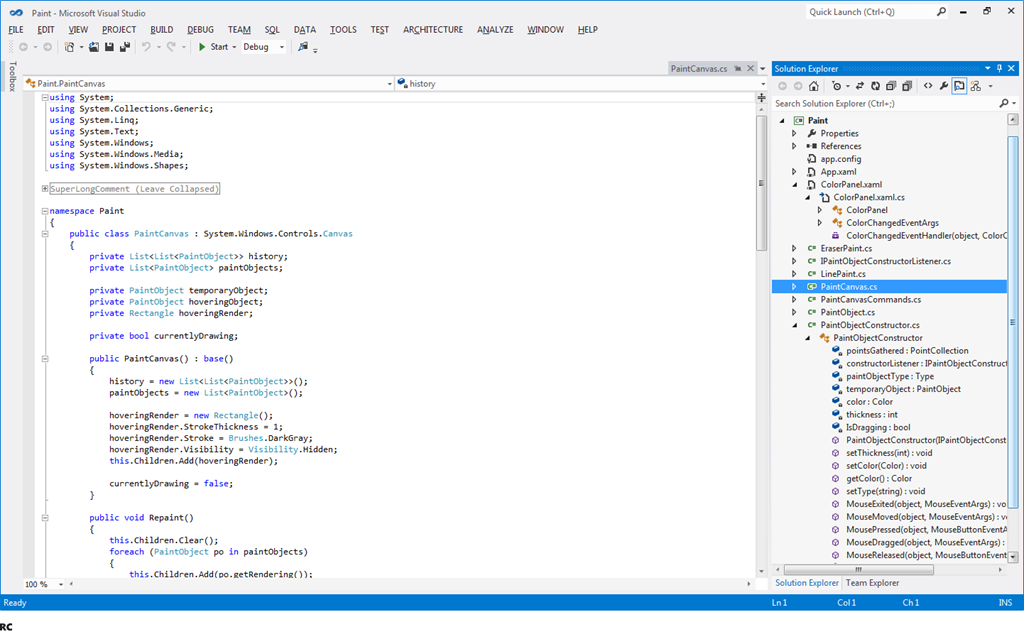 Paint - Microsoft Visual Studio
Quick Launch (Ctrl+Q)
FILE EDIT VIEW PROJECT BUILD DEBUG TEAM SQL DATA TOOLS TEST ARCHITECTURE ANALYZE WINDOW HELP
Start Debug
Toolbox
PaintCanvas.cs
Paint.PaintCanvas
history
using System;
using System.Collections.Generic;
using System.Linq;
using System.Text;
using System.Windows;
using System.Windows.Media;
using System.Windows.Shapes;
SuperLongComment (Leave Collapsed)
namespace Paint
{
public class PaintCanvas : System.Windows.Controls.Canvas
{
private List<List<PaintObject>> history;
private List<PaintObject> paintObjects;
private PaintObject temporaryObject;
private PaintObject hoveringObject;
private Rectangle hoveringRender;
private bool currentlyDrawing;
public PaintCanvas() : base()
{
history = new List<List<PaintObject>>();
paintObjects = new List<PaintObject>();
hoveringRender = new Rectangle();
hoveringRender.StrokeThickness = 1;
hoveringRender.Stroke = Brushes.DarkGray;
hoveringRender.Visibility = Visibility.Hidden;
this.Children.Add(hoveringRender);
currentlyDrawing = false;
}
public void Repaint()
{
this.Children.Clear();
foreach (PaintObject po in paintObjects)
{
this.Children.Add(po.getRendering());
100 %
Solution Explorer
Search Solution Explorer (Ctrl+;)
Paint
Properties
References
app.config
App.xaml
ColorPanel.xaml
ColorPanel.xaml.cs
ColorPanel
ColorChangedEventArgs
ColorChangedEventHandler(object, ColorC
EraserPaint.cs
IPaintObjectConstructorListener.cs
LinePaint.cs
PaintCanvas.cs
PaintCanvasCommands.cs
PaintObject.cs
PaintObjectConstructor.cs
PaintObjectConstructor
pointsGathered : PointCollection
constructorListener : IPaintObjectConstruct
paintObjectType : Type
temporaryObject : PaintObject
color : Color
thickness : int
IsDragging : bool
PaintObjectConstructor(IPaintObjectConst
setThickness(int) : void
setColor(Color) : void
getColor() : Color
setType(string) : void
MouseExited(object, MouseEventArgs) : vo
MouseMoved(object, MouseEventArgs) : v
MousePressed(object, MouseButtonEventA
MouseDragged(object, MouseEventArgs) :
MouseReleased(object, MouseButtonEvent
Solution Explorer Team Explorer
Ready Ln 1 Col 1 Ch 1 INS
RC